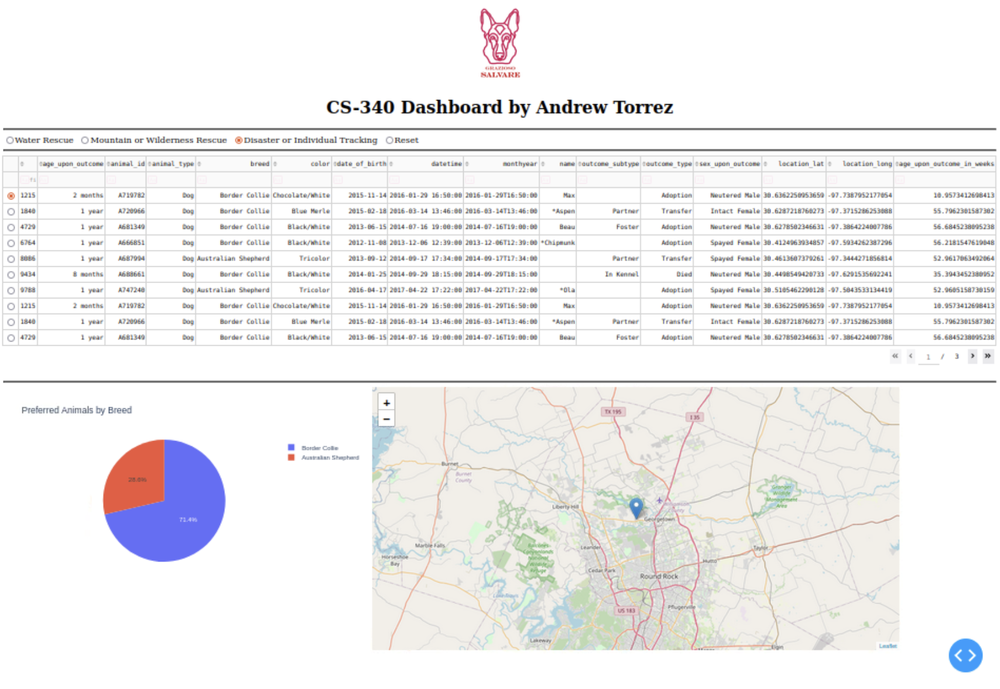 GRAZIOSO
SALVARE
CS-340 Dashboard by Andrew Torrez
Water Rescue Mountain or Wilderness Rescue Disaster or Individual Tracking Reset
age_upon_outcome animal_id animal_type breed color date_of_birth datetime monthyear name outcome_subtype outcome_type sex_upon_outcome location_lat location_long age_upon_outcome_in_weeks
1215 2 months A719782 Dog Border Collie Chocolate/White 2015-11-14 2016-01-29 16:50:00 2016-01-29T16:50:00 Max Adoption Neutered Male 30.6362250953659 -97.7387952177054 10.9573412698413
1840 1 year A720966 Dog Border Collie Blue Merle 2015-02-18 2016-03-14 13:46:00 2016-03-14T13:46:00 *Aspen Partner Transfer Intact Female 30.6287218760273 -97.3715286253088 55.7962301587302
4729 1 year A681349 Dog Border Collie Black/White 2013-06-15 2014-07-16 19:00:00 2014-07-16T19:00:00 Beau Foster Adoption Neutered Male 30.6278502346631 -97.3864224007786 56.6845238095238
6764 1 year A666851 Dog Border Collie Black/White 2012-11-08 2013-12-06 12:39:00 2013-12-06T12:39:00 *Chipmunk Adoption Spayed Female 30.4124963934857 -97.5934262387296 56.2181547619048
8086 1 year A687994 Dog Australian Shepherd Tricolor 2013-09-12 2014-09-17 17:34:00 2014-09-17T17:34:00 Partner Transfer Spayed Female 30.4613607379261 -97.3444271856814 52.9617063492064
9434 8 months A688661 Dog Border Collie Black/White 2014-01-25 2014-09-29 18:15:00 2014-09-29T18:15:00 In Kennel Died Neutered Male 30.4498549420733 -97.6291535692241 35.3943452380952
9788 1 year A747240 Dog Australian Shepherd Tricolor 2016-04-17 2017-04-22 17:22:00 2017-04-22T17:22:00 *Ola Adoption Spayed Female 30.5105462290128 -97.5043533134419 52.9605158730159
1215 2 months A719782 Dog Border Collie Chocolate/White 2015-11-14 2016-01-29 16:50:00 2016-01-29T16:50:00 Max Adoption Neutered Male 30.6362250953659 -97.7387952177054 10.9573412698413
1840 1 year A720966 Dog Border Collie Blue Merle 2015-02-18 2016-03-14 13:46:00 2016-03-14T13:46:00 *Aspen Partner Transfer Intact Female 30.6287218760273 -97.3715286253088 55.7962301587302
4729 1 year A681349 Dog Border Collie Black/White 2013-06-15 2014-07-16 19:00:00 2014-07-16T19:00:00 Beau Foster Adoption Neutered Male 30.6278502346631 -97.3864224007786 56.6845238095238
« ‹ 1 / 3 › »
Preferred Animals by Breed
Border Collie
Australian Shepherd
28.6%
71.4%
+
−
TX 195
I 35
Burnet
Burnet
County
Granger
Wildlife
Management
Area
Liberty Hill
Williamson
County
Georgetown
Marble Falls
Balcones
Canyonlands
National
Wildlife
Refuge
Leander
Taylor
Horseshoe
Bay
Hutto
Cedar Park
Round Rock
Lake Travis
Pflugerville
US 183
Lakeway
Elgin
Leaflet